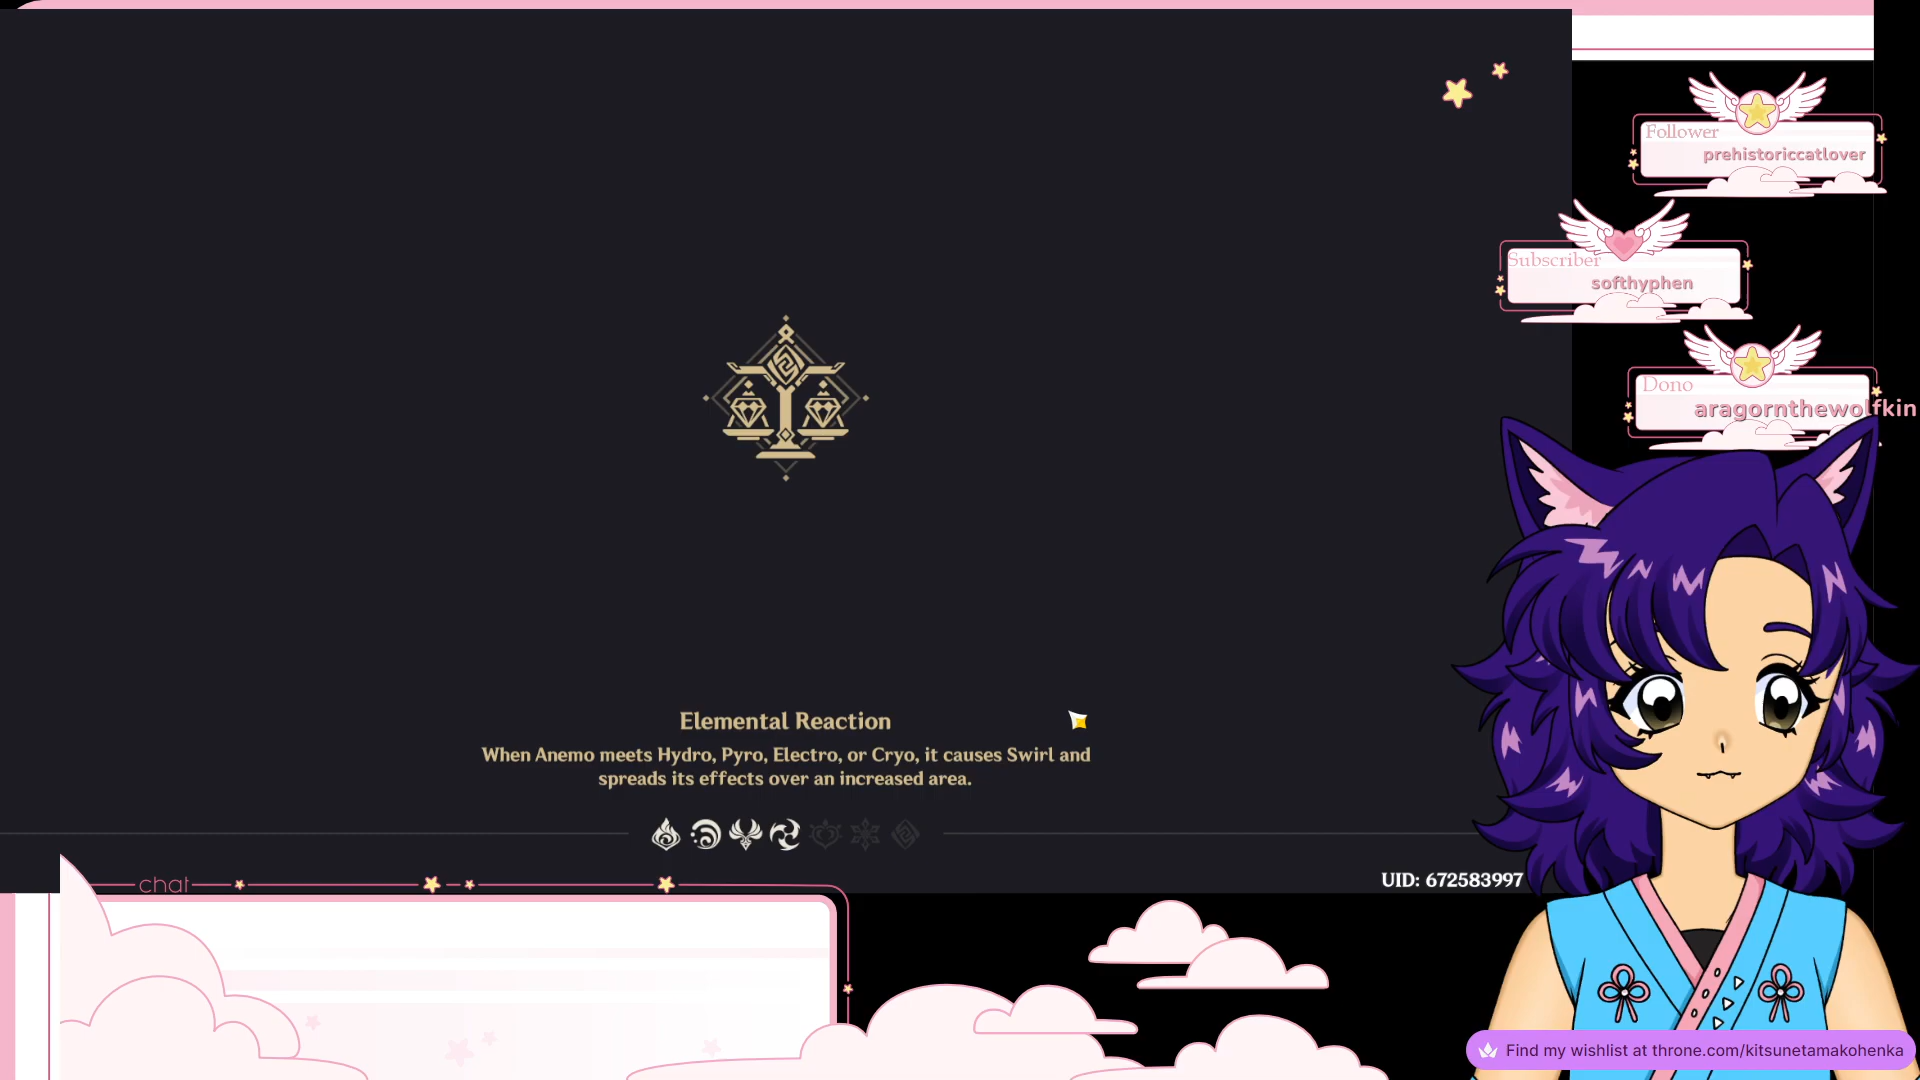 Follower
prehistoriccatlover
Subscriber
softhyphen
Dono
aragornthewolfkin
Elemental Reaction
When Anemo meets Hydro, Pyro, Electro, or Cryo, it causes Swirl and
spreads its effects over an increased area.
chat
UID: 672583997
Find my wishlist at throne.com/kitsunetamakohenka